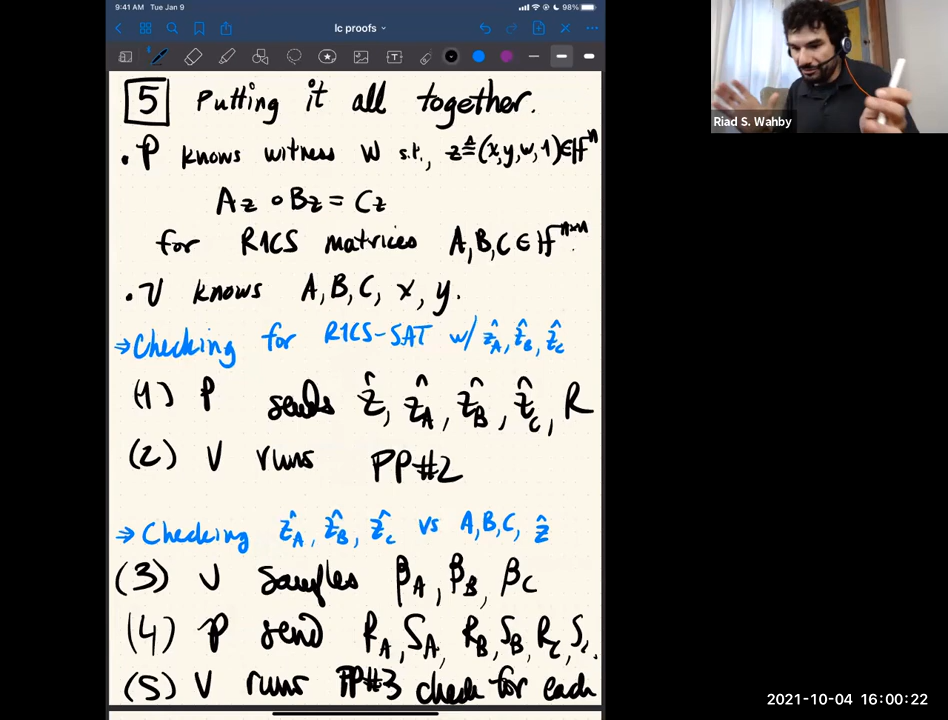 9:41 AM Tue Jan 9
98%
lc proofs
Riad S. Wahby
5 Putting it all together.
• P knows witness w s.t., z≜(x,y,w,1)∈𝔽ⁿ
Az ∘ Bz = Cz
for R1CS matrices A,B,C ∈ 𝔽ⁿˣⁿ.
• V knows A,B,C, x, y.
⇒ Checking for R1CS-SAT w/ ẑ_A, ẑ_B, ẑ_C
(1) P sends ẑ, ẑ_A, ẑ_B, ẑ_C, R
(2) V runs PP#2
⇒ Checking ẑ_A, ẑ_B, ẑ_C vs A,B,C, ẑ
(3) V samples β_A, β_B, β_C
(4) P send R_A, S_A, R_B, S_B, R_C, S_C.
(5) V runs PP#3 check for each
2021-10-04 16:00:22